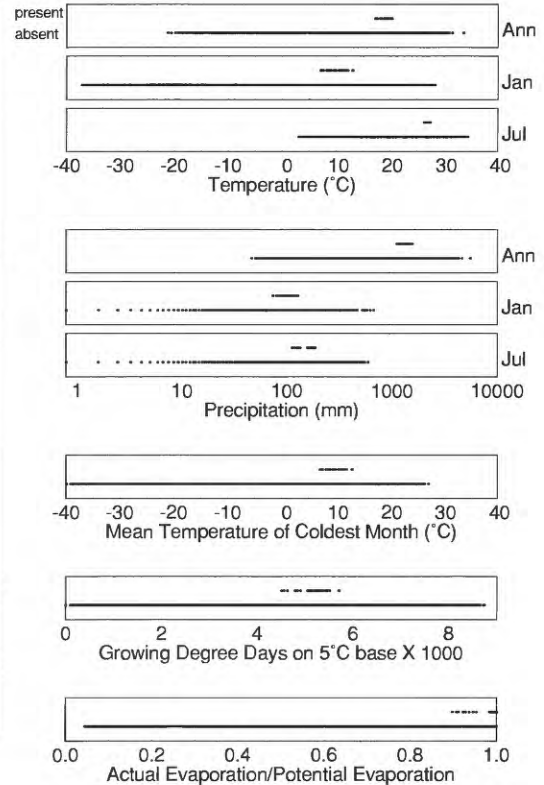 present
absent
Ann
Jan
Jul
-40 -30 -20 -10 0 10 20 30 40
Temperature (°C)
Ann
Jan
Jul
1 10 100 1000 10000
Precipitation (mm)
-40 -30 -20 -10 0 10 20 30 40
Mean Temperature of Coldest Month (°C)
0 2 4 6 8
Growing Degree Days on 5°C base X 1000
0.0 0.2 0.4 0.6 0.8 1.0
Actual Evaporation/Potential Evaporation